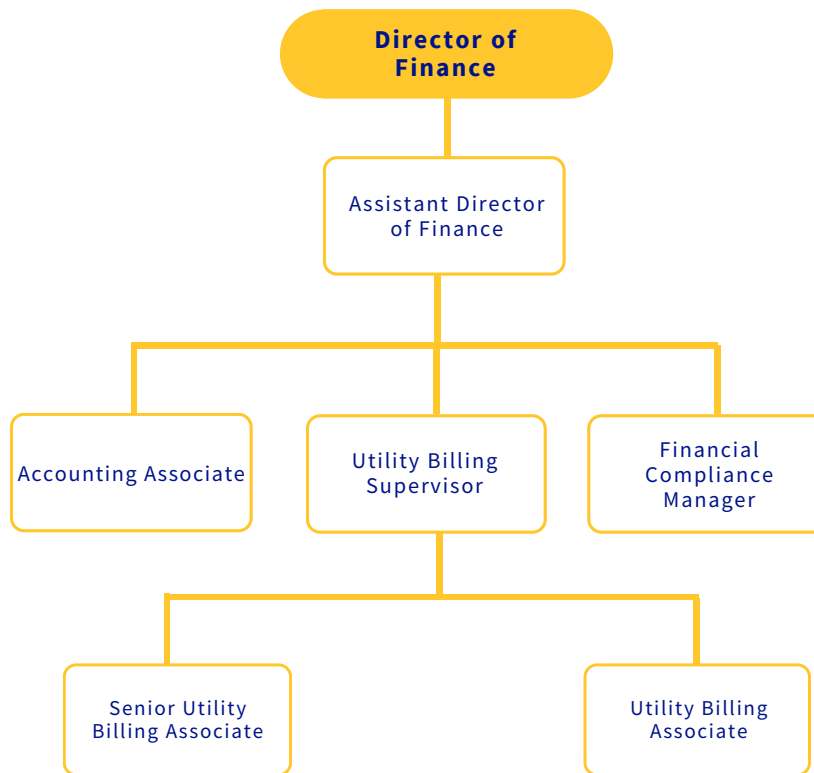 Director of
Finance
Assistant Director
of Finance
Accounting Associate
Utility Billing
Supervisor
Financial
Compliance
Manager
Senior Utility
Billing Associate
Utility Billing
Associate